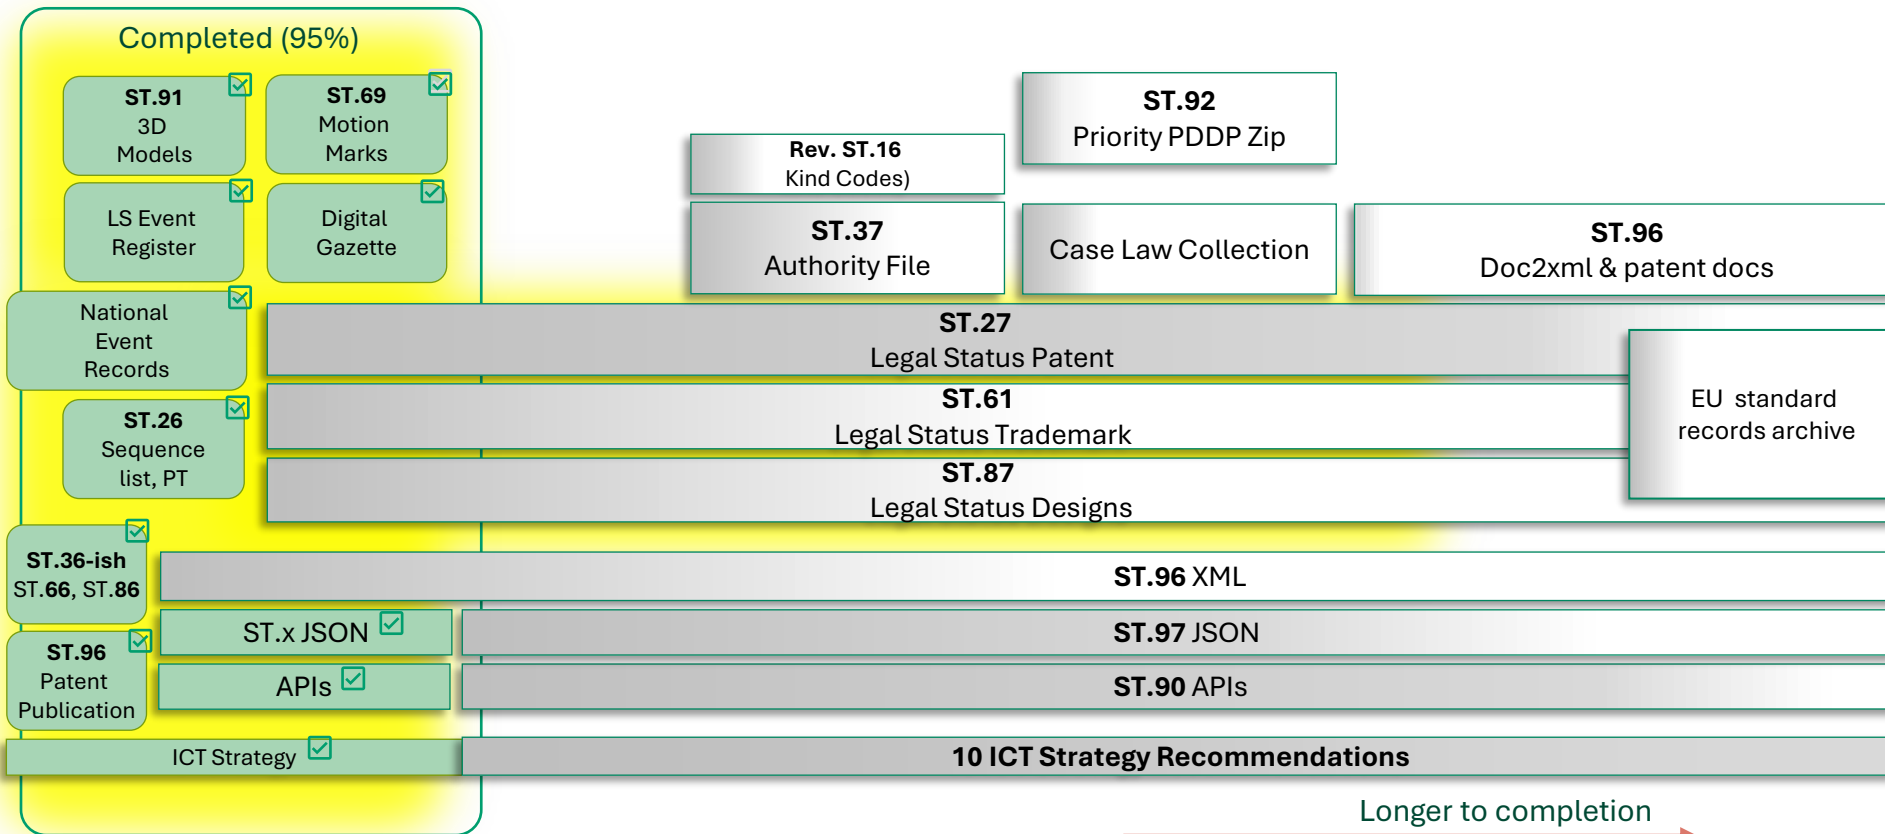 Completed (95%)
ST.91
3D
Models
ST.69
Motion
Marks
LS Event
Register
Digital
Gazette
National
Event
Records
ST.26
Sequence
list, PT
ST.36-ish
ST.66, ST.86
ST.96
Patent
Publication
ST.x JSON
APIs
ICT Strategy
Rev. ST.16
Kind Codes)
ST.92
Priority PDDP Zip
ST.37
Authority File
Case Law Collection
ST.96
Doc2xml & patent docs
ST.27
Legal Status Patent
ST.61
Legal Status Trademark
ST.87
Legal Status Designs
EU standard
records archive
ST.96 XML
ST.97 JSON
ST.90 APIs
10 ICT Strategy Recommendations
Longer to completion